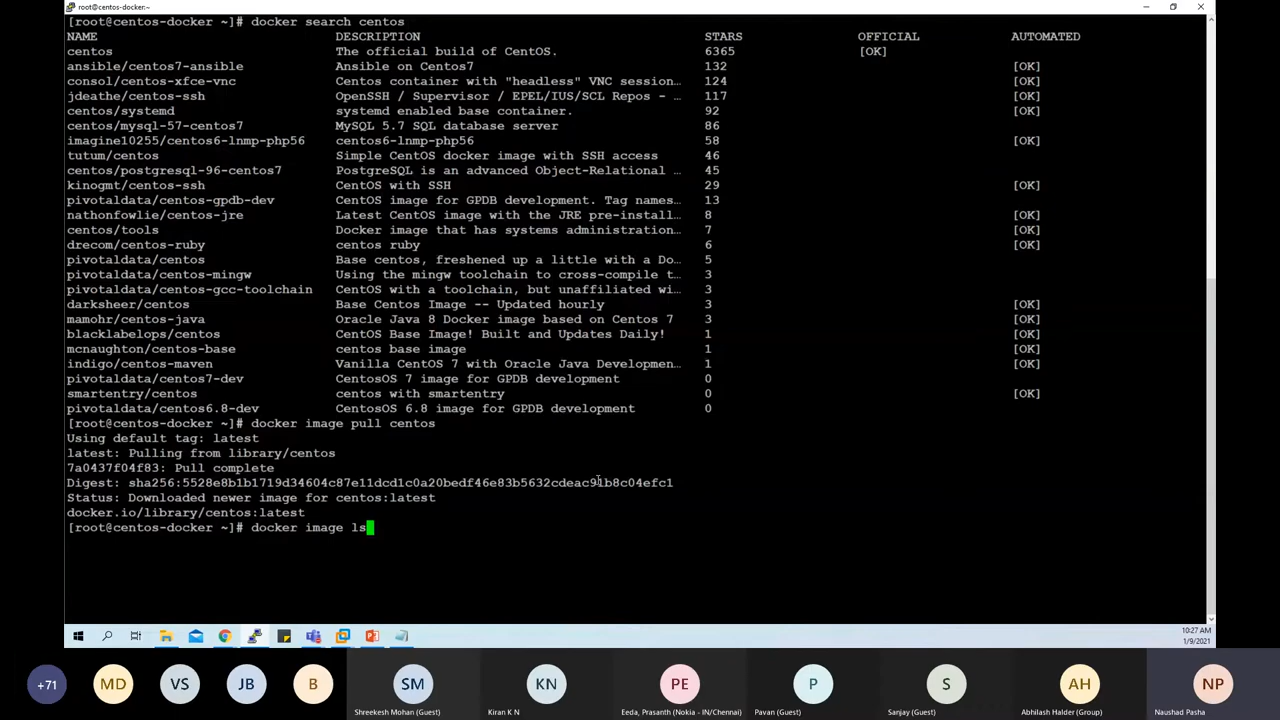 root@centos-docker:~
[root@centos-docker ~]# docker search centos
NAME DESCRIPTION STARS OFFICIAL AUTOMATED
centos The official build of CentOS. 6365 [OK]
ansible/centos7-ansible Ansible on Centos7 132 [OK]
consol/centos-xfce-vnc Centos container with "headless" VNC session… 124 [OK]
jdeathe/centos-ssh OpenSSH / Supervisor / EPEL/IUS/SCL Repos - … 117 [OK]
centos/systemd systemd enabled base container. 92 [OK]
centos/mysql-57-centos7 MySQL 5.7 SQL database server 86
imagine10255/centos6-lnmp-php56 centos6-lnmp-php56 58 [OK]
tutum/centos Simple CentOS docker image with SSH access 46
centos/postgresql-96-centos7 PostgreSQL is an advanced Object-Relational … 45
kinogmt/centos-ssh CentOS with SSH 29 [OK]
pivotaldata/centos-gpdb-dev CentOS image for GPDB development. Tag names… 13
nathonfowlie/centos-jre Latest CentOS image with the JRE pre-install… 8 [OK]
centos/tools Docker image that has systems administration… 7 [OK]
drecom/centos-ruby centos ruby 6 [OK]
pivotaldata/centos Base centos, freshened up a little with a Do… 5
pivotaldata/centos-mingw Using the mingw toolchain to cross-compile t… 3
pivotaldata/centos-gcc-toolchain CentOS with a toolchain, but unaffiliated wi… 3
darksheer/centos Base Centos Image -- Updated hourly 3 [OK]
mamohr/centos-java Oracle Java 8 Docker image based on Centos 7 3 [OK]
blacklabelops/centos CentOS Base Image! Built and Updates Daily! 1 [OK]
mcnaughton/centos-base centos base image 1 [OK]
indigo/centos-maven Vanilla CentOS 7 with Oracle Java Developmen… 1 [OK]
pivotaldata/centos7-dev CentosOS 7 image for GPDB development 0
smartentry/centos centos with smartentry 0 [OK]
pivotaldata/centos6.8-dev CentosOS 6.8 image for GPDB development 0
[root@centos-docker ~]# docker image pull centos
Using default tag: latest
latest: Pulling from library/centos
7a0437f04f83: Pull complete
Digest: sha256:5528e8b1b1719d34604c87e11dcd1c0a20bedf46e83b5632cdeac91b8c04efc1
Status: Downloaded newer image for centos:latest
docker.io/library/centos:latest
[root@centos-docker ~]# docker image ls
10:27 AM
1/9/2021
+71 MD VS JB B SM KN PE P S AH NP
Shreekesh Mohan (Guest) Kiran K N Eeda, Prasanth (Nokia - IN/Chennai) Pavan (Guest) Sanjay (Guest) Abhilash Halder (Group) Naushad Pasha